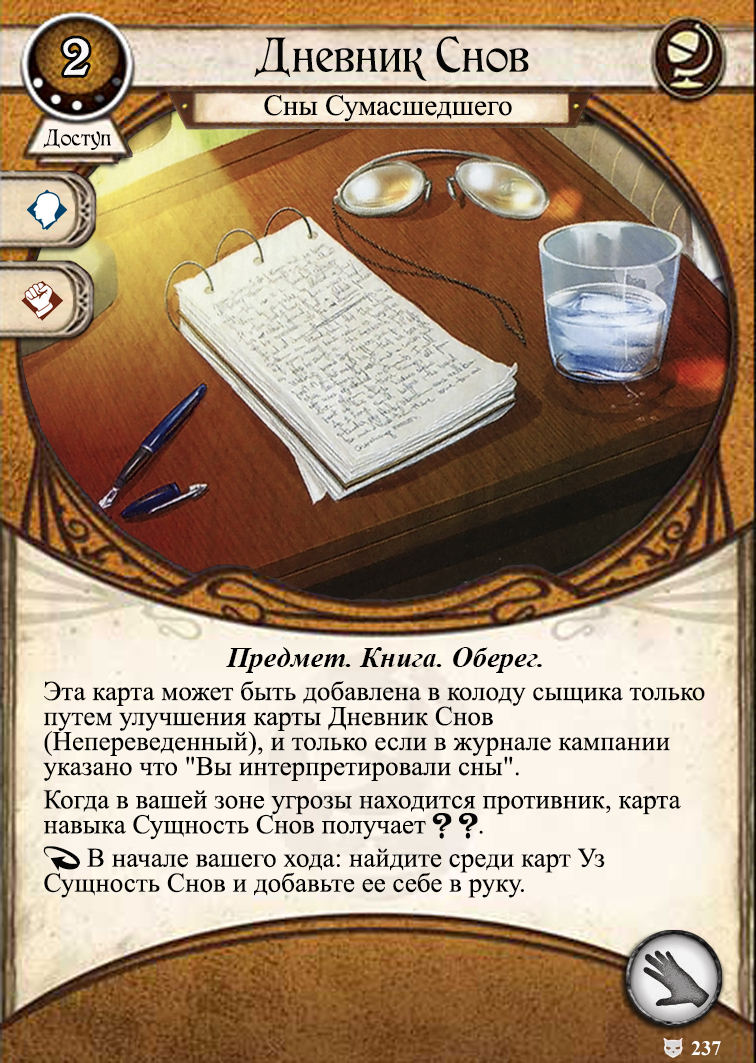 2
Дневник Снов
Сны Сумасшедшего
Доступ
Предмет. Книга. Оберег.
Эта карта может быть добавлена в колоду сыщика только
путем улучшения карты Дневник Снов
(Непереведенный), и только если в журнале кампании
указано что "Вы интерпретировали сны".
Когда в вашей зоне угрозы находится противник, карта
навыка Сущность Снов получает ? ?.
В начале вашего хода: найдите среди карт Уз
Сущность Снов и добавьте ее себе в руку.
237